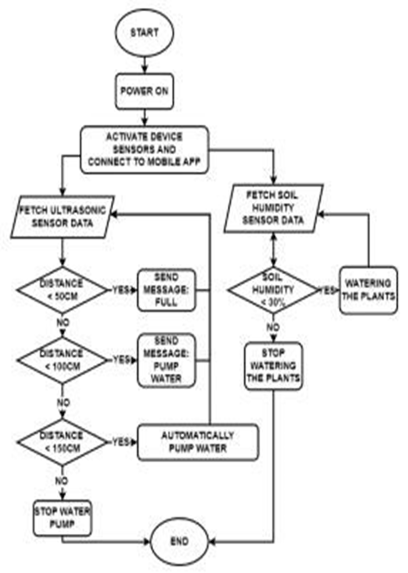 START
POWER ON
ACTIVATE DEVICE
SENSORS AND
CONNECT TO MOBILE APP
FETCH ULTRASONIC
SENSOR DATA
FETCH SOIL
HUMIDITY
SENSOR DATA
DISTANCE
< 50CM
YES
SEND
MESSAGE:
FULL
SOIL
HUMIDITY
< 30%
YES
WATERING
THE PLANTS
NO
NO
DISTANCE
< 100CM
YES
SEND
MESSAGE:
PUMP
WATER
STOP
WATERING
THE PLANTS
NO
DISTANCE
< 150CM
YES
AUTOMATICALLY
PUMP WATER
NO
STOP WATER
PUMP
END